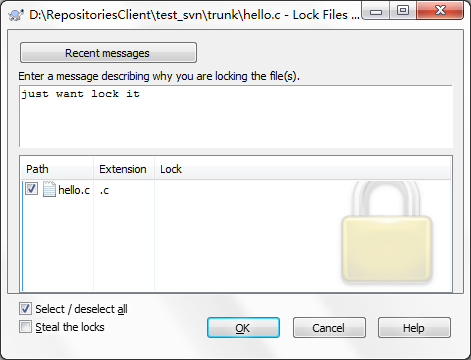 D:\RepositoriesClient\test_svn\trunk\hello.c - Lock Files ...
Recent messages
Enter a message describing why you are locking the file(s).
just want lock it
Path Extension Lock
hello.c .c
Select / deselect all
Steal the locks
OK Cancel Help